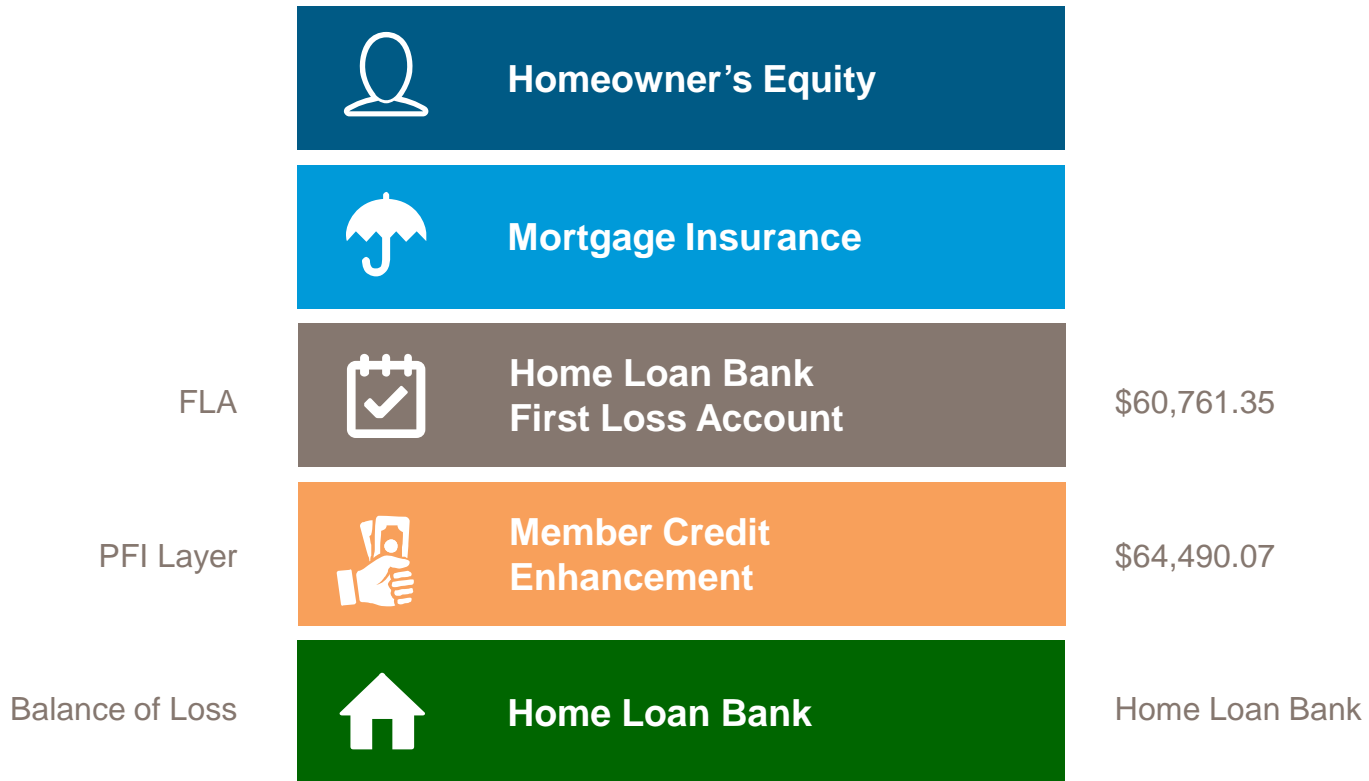 Homeowner’s Equity
Mortgage Insurance
FLA
Home Loan Bank
First Loss Account
$60,761.35
PFI Layer
Member Credit
Enhancement
$64,490.07
Balance of Loss
Home Loan Bank
Home Loan Bank